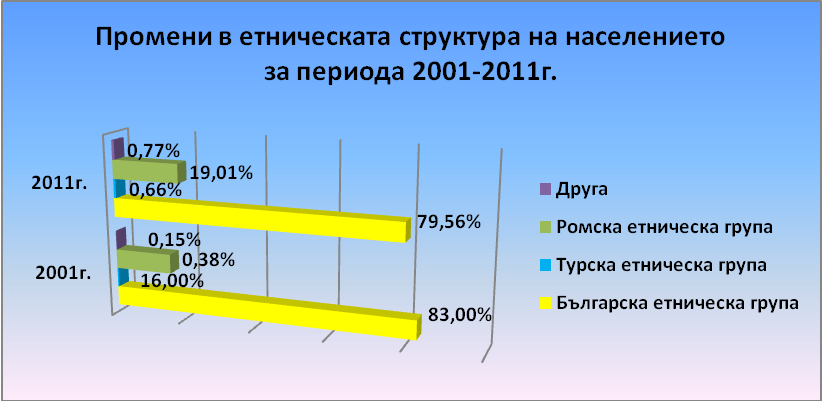 Промени в етническата структура на населението
за периода 2001-2011г.
0,77%
19,01%
2011г.
0,66%
79,56%
0,15%
0,38%
2001г.
16,00%
83,00%
Друга
Ромска етническа група
Турска етническа група
Българска етническа група